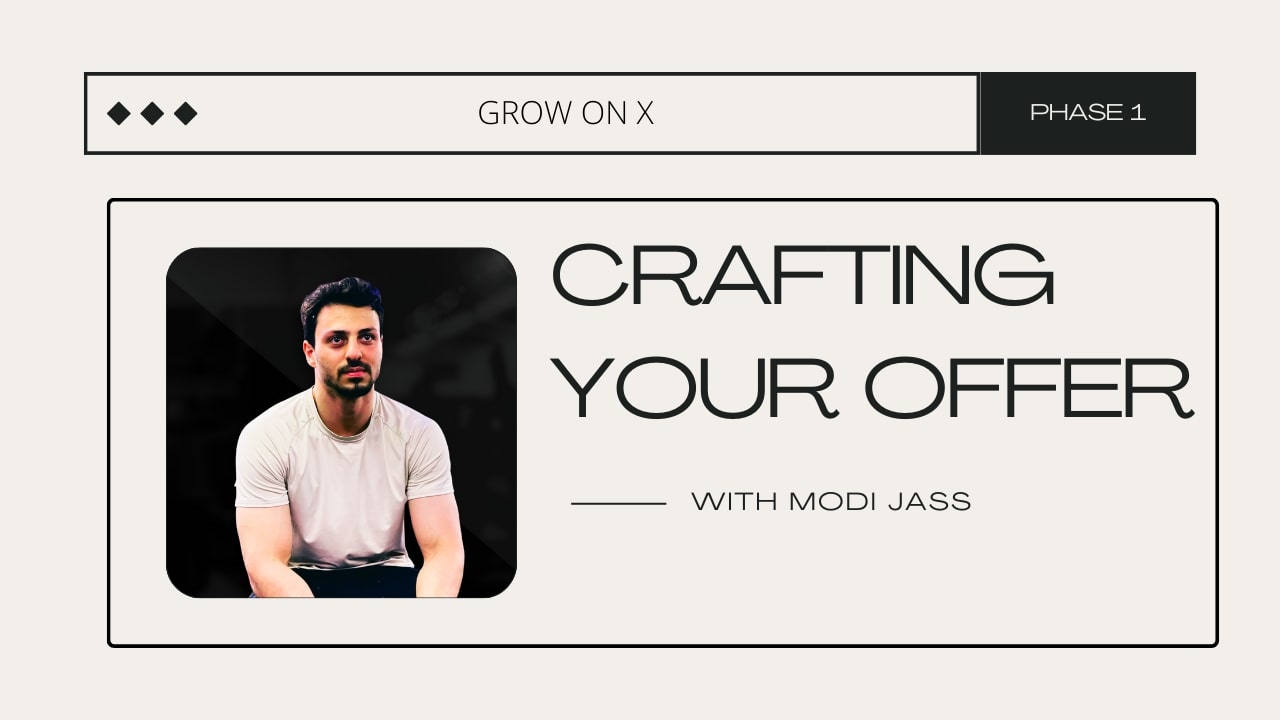 GROW ON X
PHASE 1
CRAFTING
YOUR OFFER
WITH MODI JASS